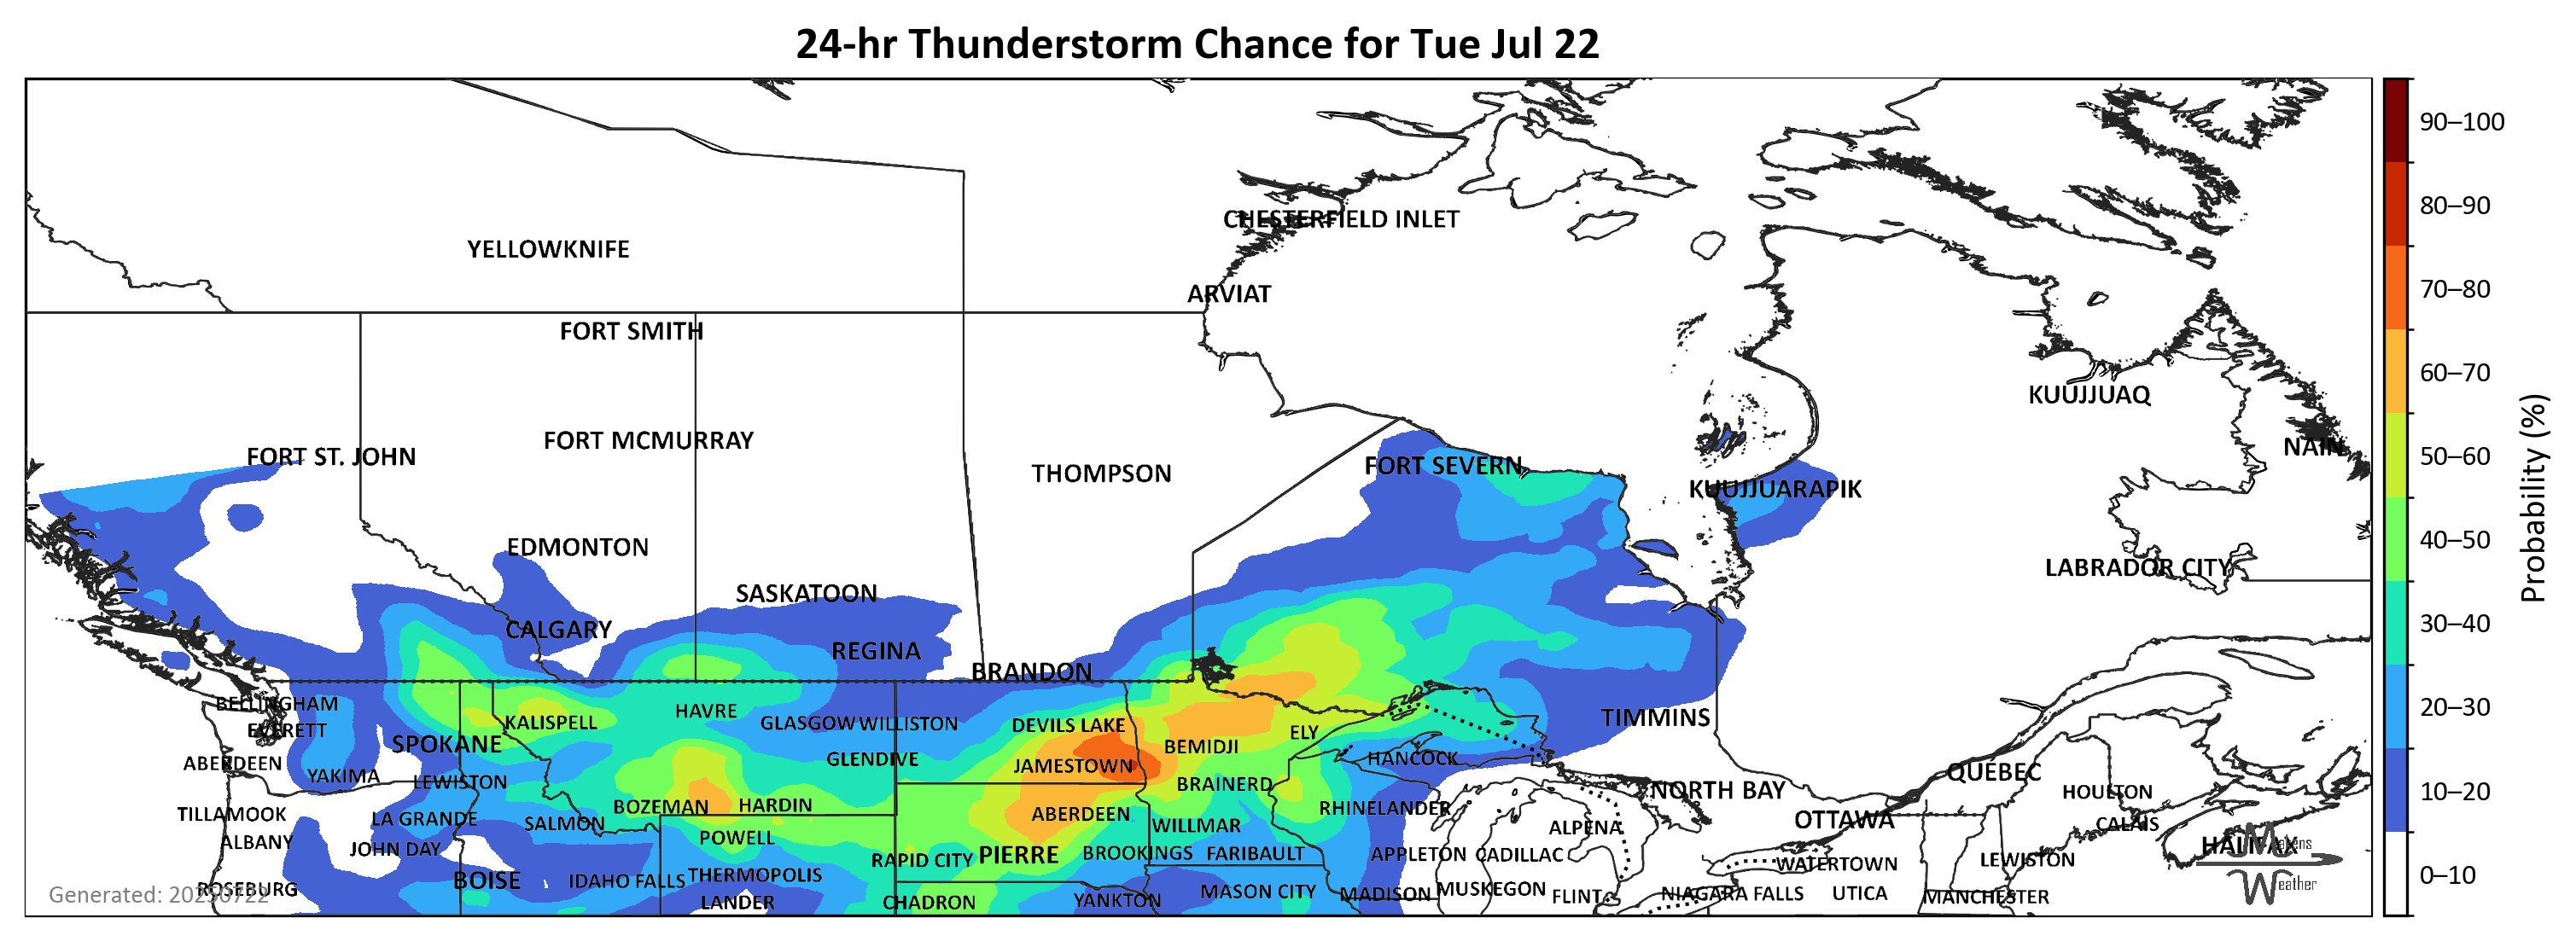 24-hr Thunderstorm Chance for Tue Jul 22
90–100
80–90
70–80
60–70
50–60
40–50
30–40
20–30
10–20
0–10
Probability (%)
CHESTERFIELD INLET
YELLOWKNIFE
ARVIAT
FORT SMITH
KUUJJUAQ
FORT MCMURRAY
NAIN
FORT ST. JOHN
THOMPSON
FORT SEVERN
KUUJJUARAPIK
EDMONTON
LABRADOR CITY
SASKATOON
CALGARY
REGINA
BRANDON
BELLINGHAM
HAVRE
TIMMINS
KALISPELL
GLASGOW
WILLISTON
DEVILS LAKE
EVERETT
ELY
SPOKANE
BEMIDJI
HANCOCK
GLENDIVE
ABERDEEN
JAMESTOWN
QUÉBEC
YAKIMA
LEWISTON
BRAINERD
NORTH BAY
HOULTON
BOZEMAN
HARDIN
RHINELANDER
TILLAMOOK
ABERDEEN
LA GRANDE
SALMON
WILLMAR
OTTAWA
CALAIS
ALPENA
POWELL
ALBANY
HALIFAX
JOHN DAY
BROOKINGS
FARIBAULT
APPLETON
CADILLAC
PIERRE
RAPID CITY
LEWISTON
WATERTOWN
THERMOPOLIS
BOISE
IDAHO FALLS
ROSEBURG
MASON CITY
MUSKEGON
MADISON
NIAGARA FALLS
UTICA
FLINT
MANCHESTER
LANDER
CHADRON
YANKTON
Generated: 20250722
Makens
Weather